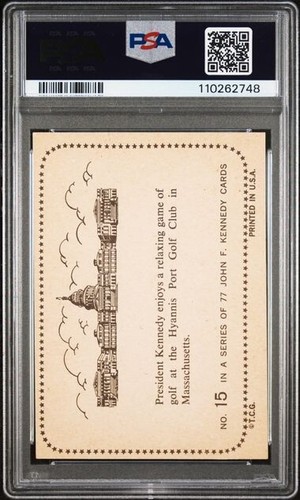 PSA
110262748
President Kennedy enjoys a relaxing game of
golf at the Hyannis Port Golf Club in
Massachusetts.
NO. 15 IN A SERIES OF 77 JOHN F. KENNEDY CARDS
T.C.G. PRINTED IN U.S.A.